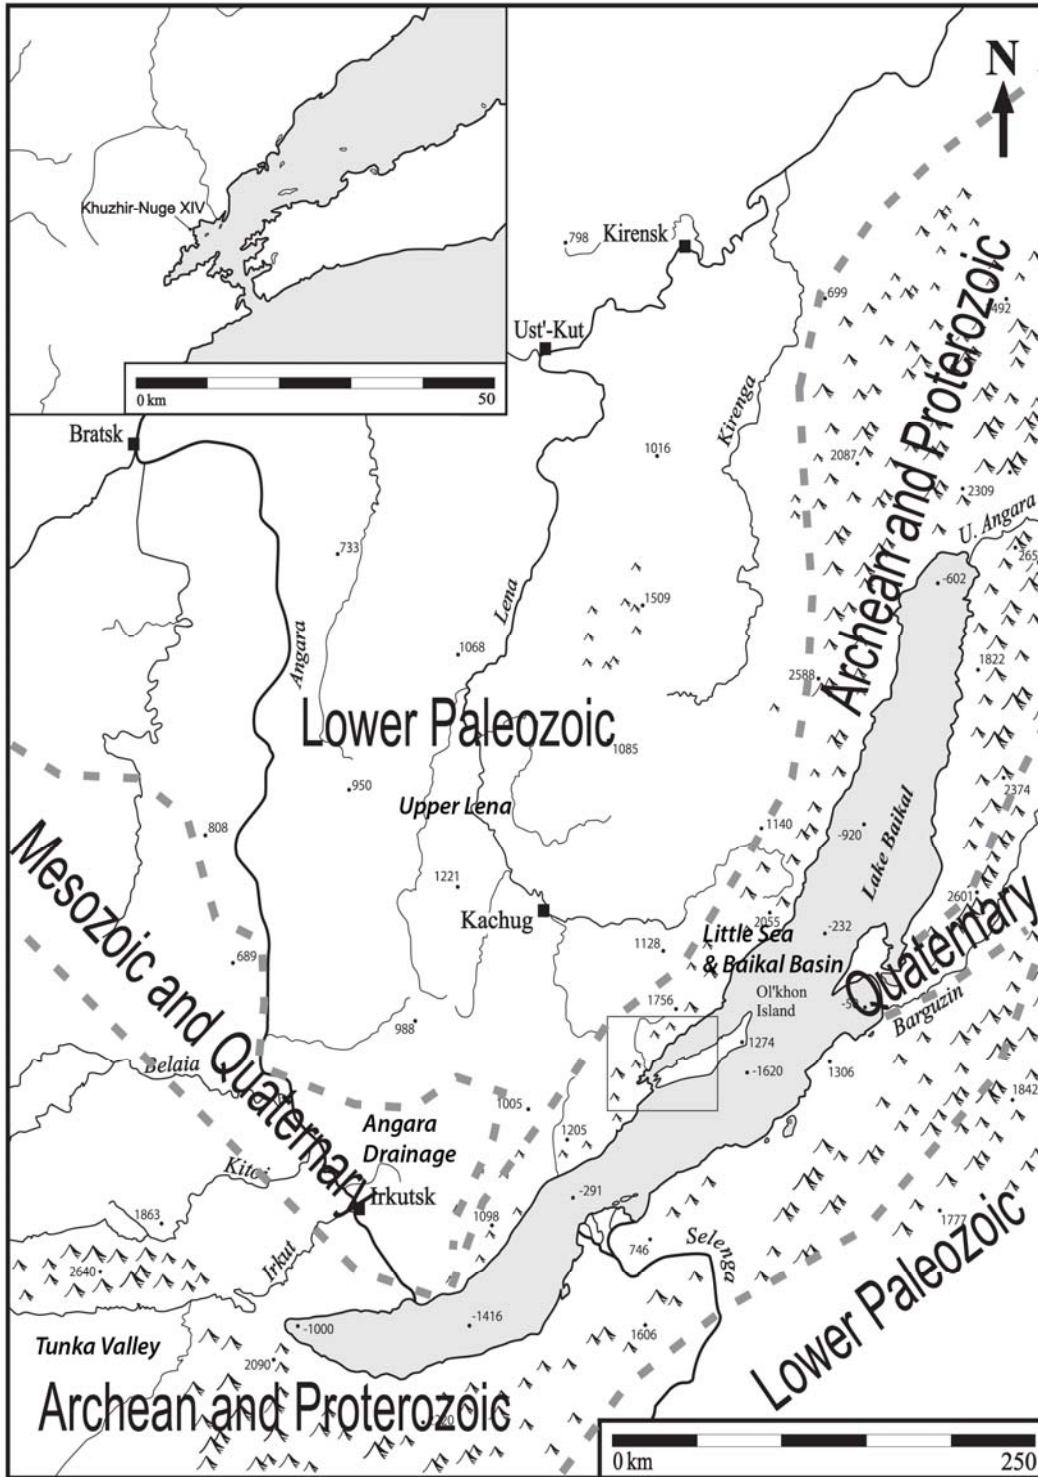 N
Khuzhir-Nuge XIV
0 km
50
798
Kirensk
699
Ust'-Kut
Bratsk
Kirenga
1016
2087
2309
Archean and Proterozoic
U. Angara
733
-602
1509
Lena
Angara
1068
1822
2588
Lower Paleozoic
1085
2374
950
Upper Lena
Lake Baikal
808
1140
-920
Mesozoic and Quaternary
1221
2601
Kachug
2055
Little Sea
& Baikal Basin
-232
Quaternary
689
1128
Ol'khon
Island
1756
Barguzin
988
1274
Belaia
-1620
1306
1842
1005
Angara
Drainage
1205
Kitoi
Irkutsk
-291
1863
1098
1777
746
Selenga
Irkut
2640
Lower Paleozoic
-1000
-1416
Tunka Valley
1606
2090
Archean and Proterozoic
0 km
250